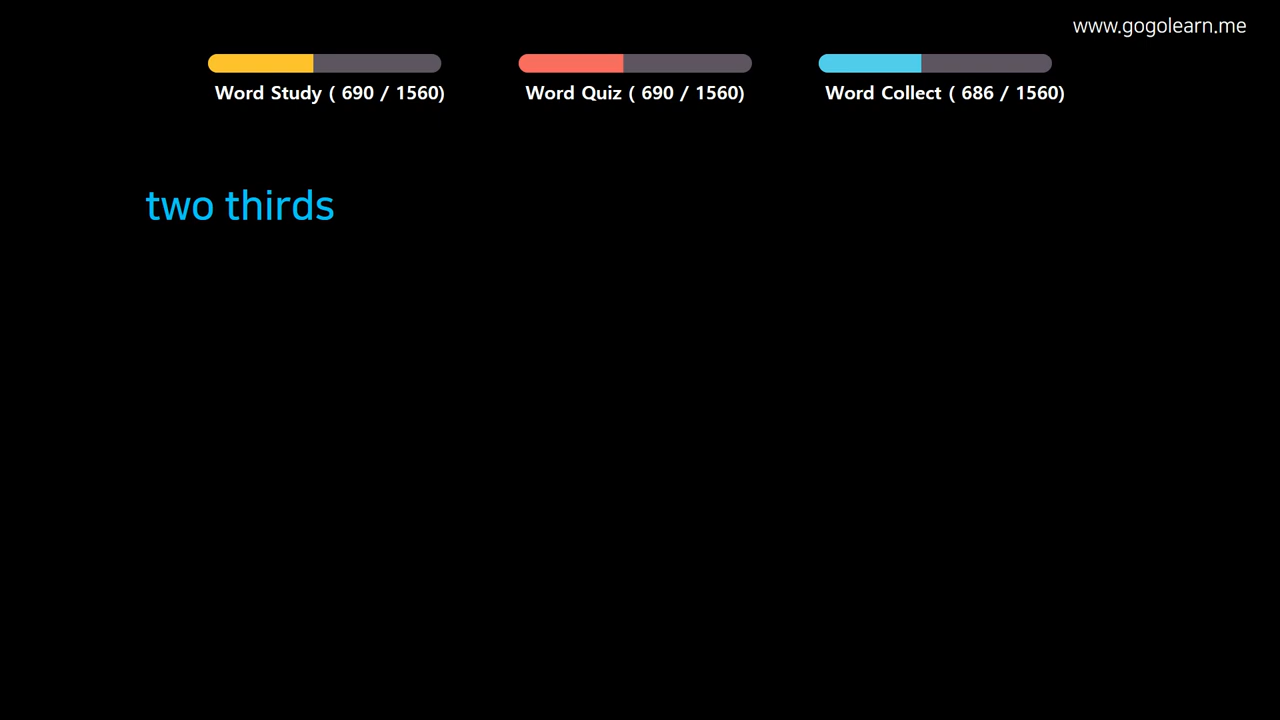 www.gogolearn.me
Word Study ( 690 / 1560)
Word Quiz ( 690 / 1560)
Word Collect ( 686 / 1560)
two thirds